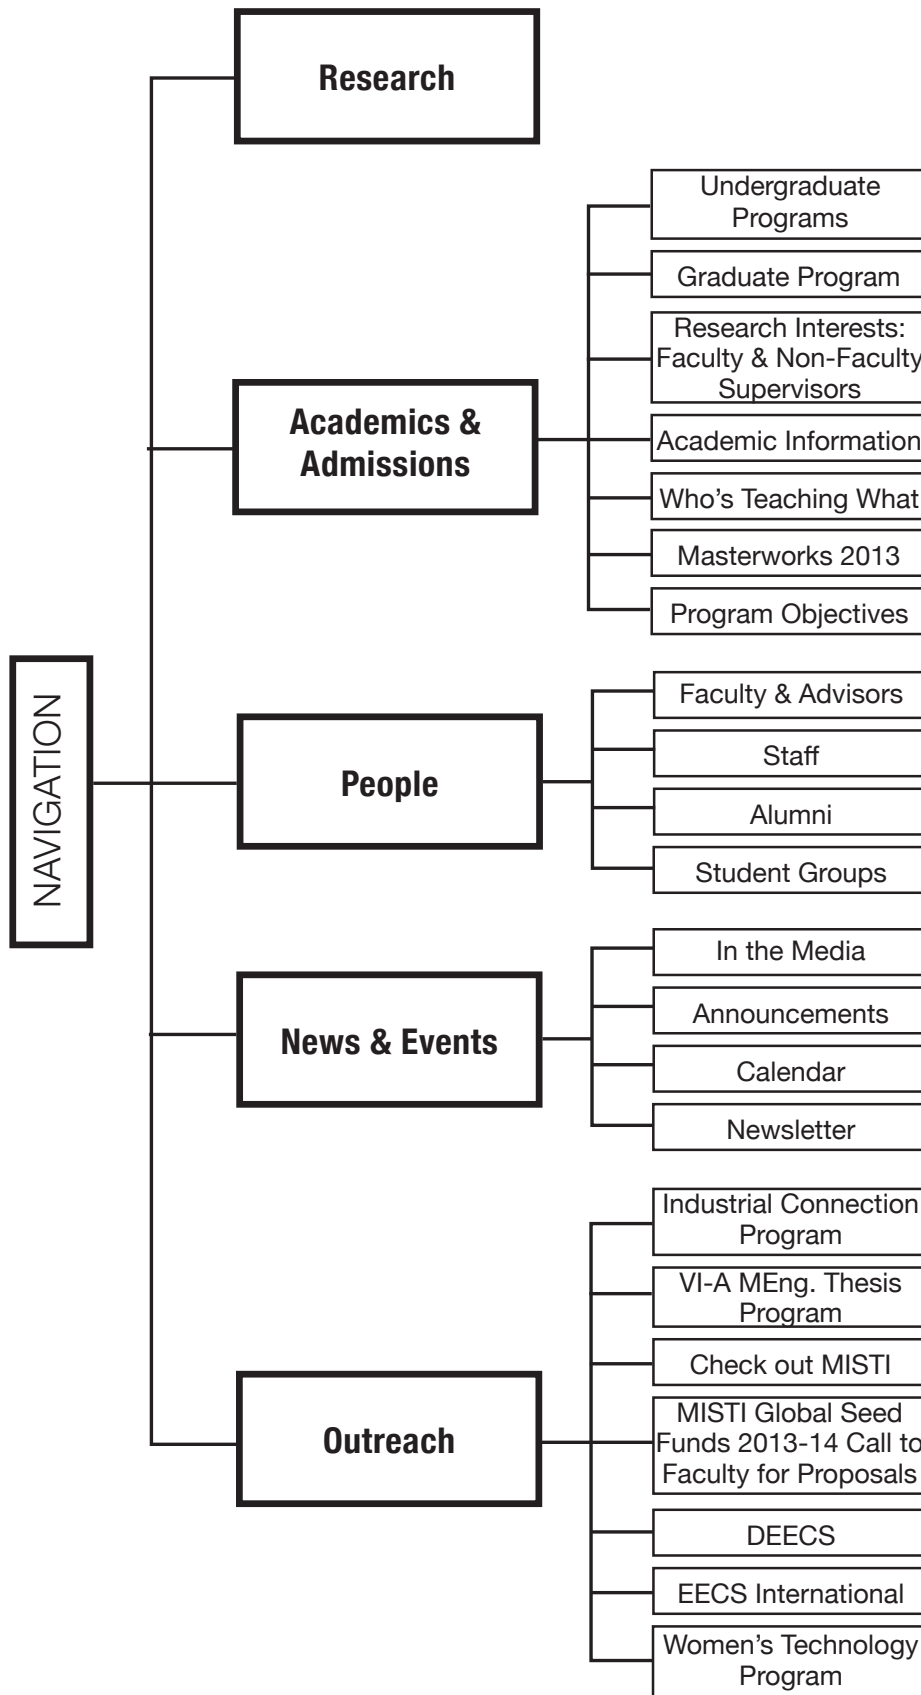 NAVIGATION
Research
Academics &
Admissions
Undergraduate
Programs
Graduate Program
Research Interests:
Faculty & Non-Faculty
Supervisors
Academic Information
Who's Teaching What
Masterworks 2013
Program Objectives
People
Faculty & Advisors
Staff
Alumni
Student Groups
News & Events
In the Media
Announcements
Calendar
Newsletter
Outreach
Industrial Connection
Program
VI-A MEng. Thesis
Program
Check out MISTI
MISTI Global Seed
Funds 2013-14 Call to
Faculty for Proposals
DEECS
EECS International
Women's Technology
Program